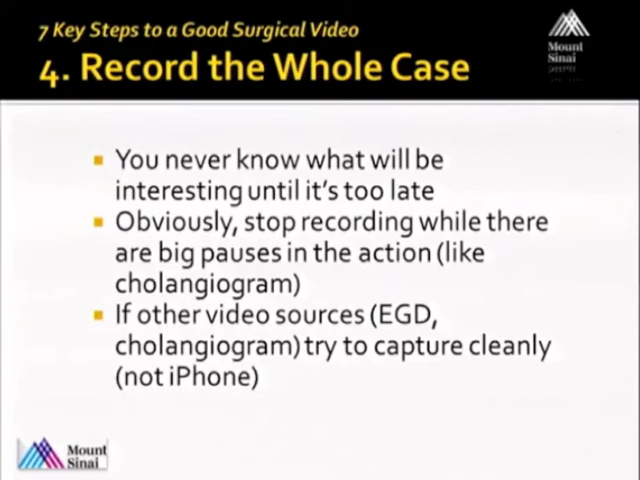 7 Key Steps to a Good Surgical Video
4. Record the Whole Case
Mount
Sinai
You never know what will be
interesting until it's too late
Obviously, stop recording while there
are big pauses in the action (like
cholangiogram)
If other video sources (EGD,
cholangiogram) try to capture cleanly
(not iPhone)
Mount
Sinai